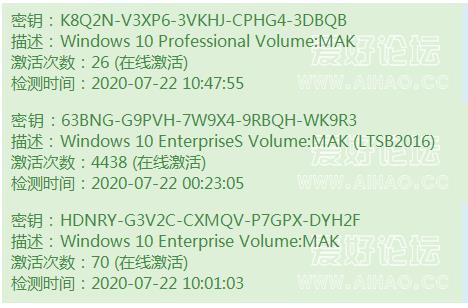 密钥：K8Q2N-V3XP6-3VKHJ-CPHG4-3DBQB
描述：Windows 10 Professional Volume:MAK
激活次数：26 (在线激活)
检测时间：2020-07-22 10:47:55
爱好论坛
WWW.AIHAO.CC
密钥：63BNG-G9PVH-7W9X4-9RBQH-WK9R3
描述：Windows 10 EnterpriseS Volume:MAK (LTSB2016)
激活次数：4438 (在线激活)
检测时间：2020-07-22 00:23:05
爱好论坛
WWW.AIHAO.CC
密钥：HDNRY-G3V2C-CXMQV-P7GPX-DYH2F
描述：Windows 10 Enterprise Volume:MAK
激活次数：70 (在线激活)
检测时间：2020-07-22 10:01:03
爱好论坛
WWW.AIHAO.CC